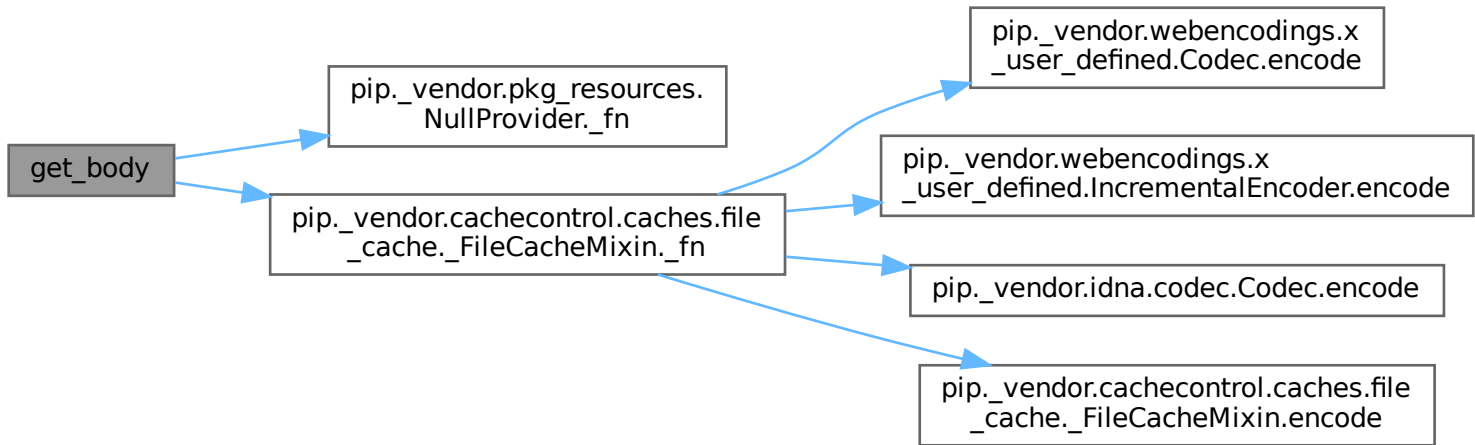 get_body
pip._vendor.pkg_resources.
NullProvider._fn
pip._vendor.cachecontrol.caches.file
_cache._FileCacheMixin._fn
pip._vendor.webencodings.x
_user_defined.Codec.encode
pip._vendor.webencodings.x
_user_defined.IncrementalEncoder.encode
pip._vendor.idna.codec.Codec.encode
pip._vendor.cachecontrol.caches.file
_cache._FileCacheMixin.encode